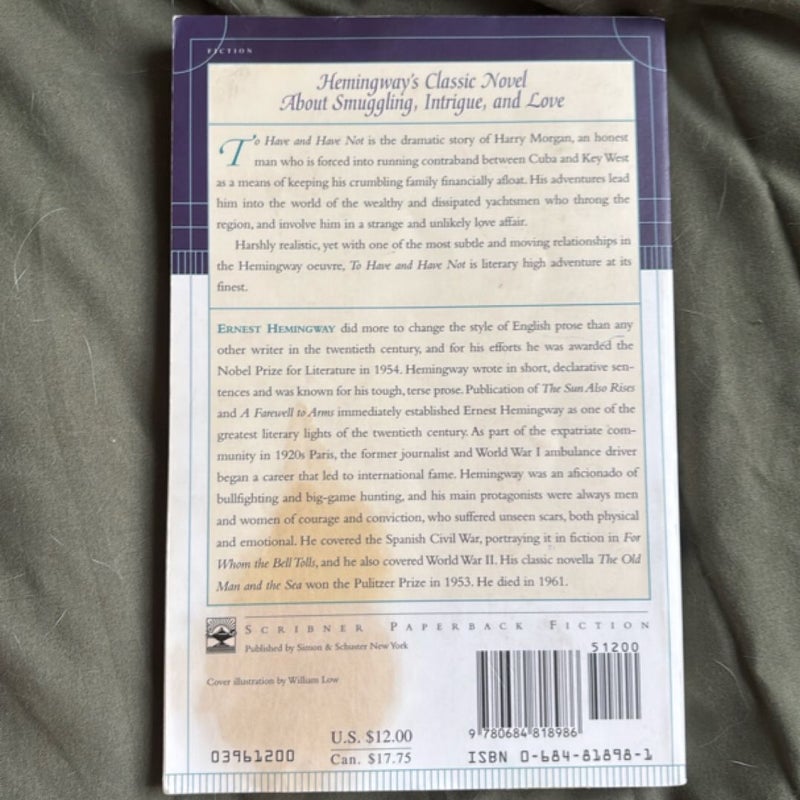 FICTION
Hemingway's Classic Novel
About Smuggling, Intrigue, and Love
To Have and Have Not is the dramatic story of Harry Morgan, an honest
man who is forced into running contraband between Cuba and Key West
as a means of keeping his crumbling family financially afloat. His adventures lead
him into the world of the wealthy and dissipated yachtsmen who throng the
region, and involve him in a strange and unlikely love affair.
Harshly realistic, yet with one of the most subtle and moving relationships in
the Hemingway oeuvre, To Have and Have Not is literary high adventure at its
finest.
ERNEST HEMINGWAY did more to change the style of English prose than any
other writer in the twentieth century, and for his efforts he was awarded the
Nobel Prize for Literature in 1954. Hemingway wrote in short, declarative sen-
tences and was known for his tough, terse prose. Publication of The Sun Also Rises
and A Farewell to Arms immediately established Ernest Hemingway as one of the
greatest literary lights of the twentieth century. As part of the expatriate com-
munity in 1920s Paris, the former journalist and World War I ambulance driver
began a career that led to international fame. Hemingway was an aficionado of
bullfighting and big-game hunting, and his main protagonists were always men
and women of courage and conviction, who suffered unseen scars, both physical
and emotional. He covered the Spanish Civil War, portraying it in fiction in For
Whom the Bell Tolls, and he also covered World War II. His classic novella The Old
Man and the Sea won the Pulitzer Prize in 1953. He died in 1961.
SCRIBNER PAPERBACK FICTION
Published by Simon & Schuster New York
51200
Cover illustration by William Low
9 780684 818986
U.S. $12.00
03961200
Can. $17.75
ISBN 0-684-81898-1